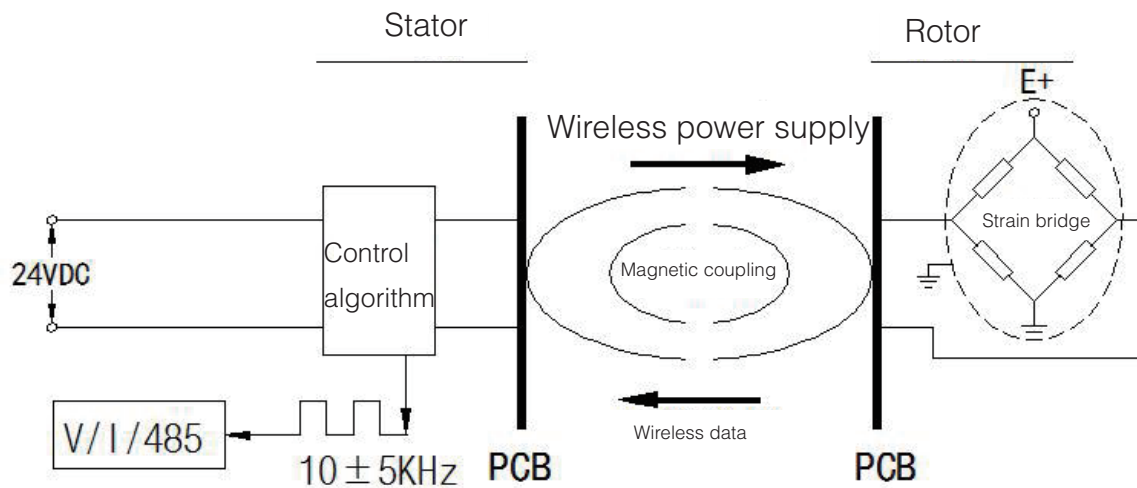 Stator
Rotor
E+
Wireless power supply
Strain bridge
Control
algorithm
Magnetic coupling
24VDC
Wireless data
V/I/485
10±5KHz
PCB
PCB